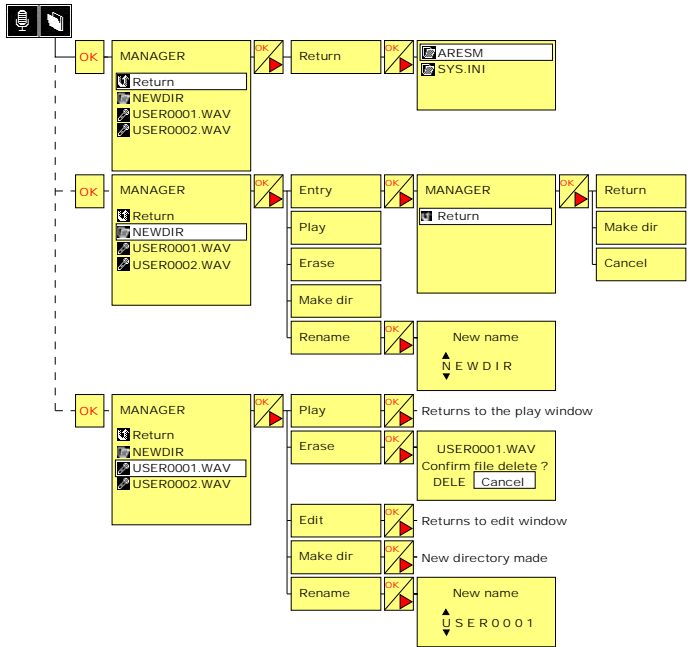 OK
MANAGER
Return
NEWDIR
USER0001.WAV
USER0002.WAV
OK
Return
OK
ARESM
SYS.INI
OK
MANAGER
Return
NEWDIR
USER0001.WAV
USER0002.WAV
OK
Entry
Play
Erase
Make dir
Rename
OK
MANAGER
Return
OK
Return
Make dir
Cancel
OK
New name
NEWDIR
OK
MANAGER
Return
NEWDIR
USER0001.WAV
USER0002.WAV
OK
Play
OK
Returns to the play window
Erase
OK
USER0001.WAV
Confirm file delete ?
DELE Cancel
Edit
OK
Returns to edit window
Make dir
OK
New directory made
Rename
OK
New name
USER0001